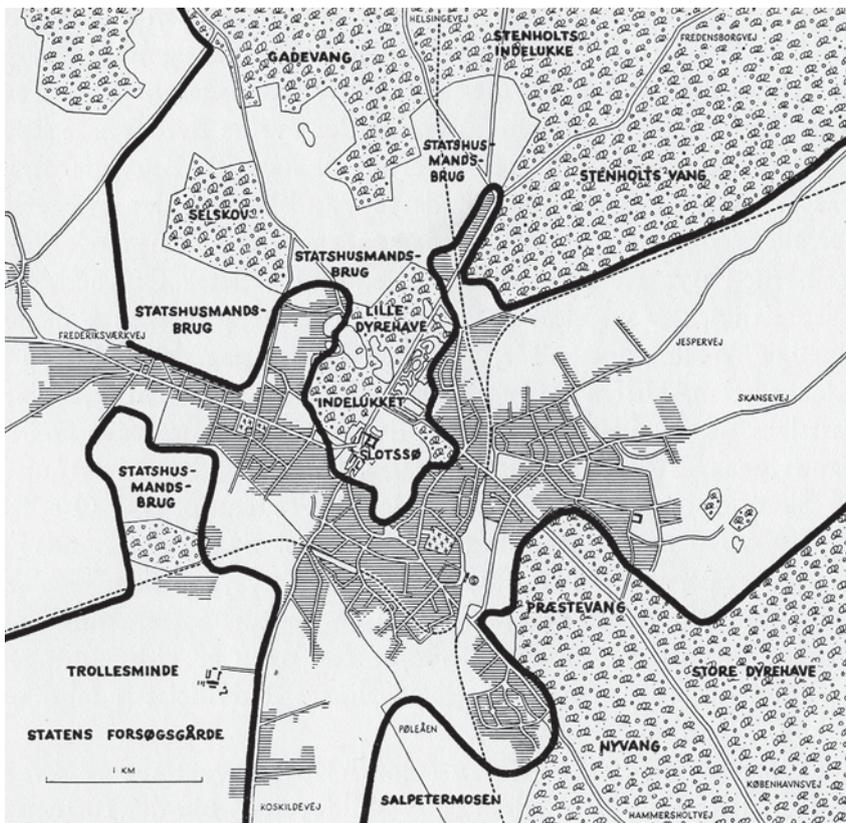 HELSINGEVEJ
STENHOLTS
INDELUKKE
FREDENSBORGVEJ
GADEVANG
STATSHUS-
MANDS-
BRUG
STENHOLTS VANG
SELSKOV
STATSHUSMANDS-
BRUG
STATSHUSMANDS-
BRUG
LILLE
DYREHAVE
FREDERIKSVÆRKVEJ
JESPERVEJ
INDELUKKET
SKANSEVEJ
SLOTSSØ
STATSHUS-
MANDS-
BRUG
PRÆSTEVANG
TROLLESMINDE
STORE DYREHAVE
STATENS FORSØGSGÅRDE
PØLEÅEN
NYVANG
1 KM
SALPETERMOSEN
KØBENHAVNSVEJ
KOSKILDEVEJ
HAMMERSHOLTVEJ